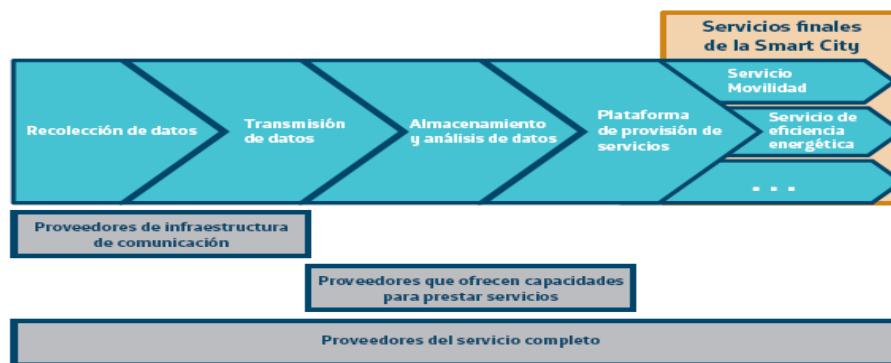 Servicios finales
de la Smart City
Recolección de datos
Transmisión
de datos
Almacenamiento
y análisis de datos
Plataforma
de provisión de
servicios
Servicio
Movilidad
Servicio de
eficiencia
energética
. . .
Proveedores de infraestructura
de comunicación
Proveedores que ofrecen capacidades
para prestar servicios
Proveedores del servicio completo